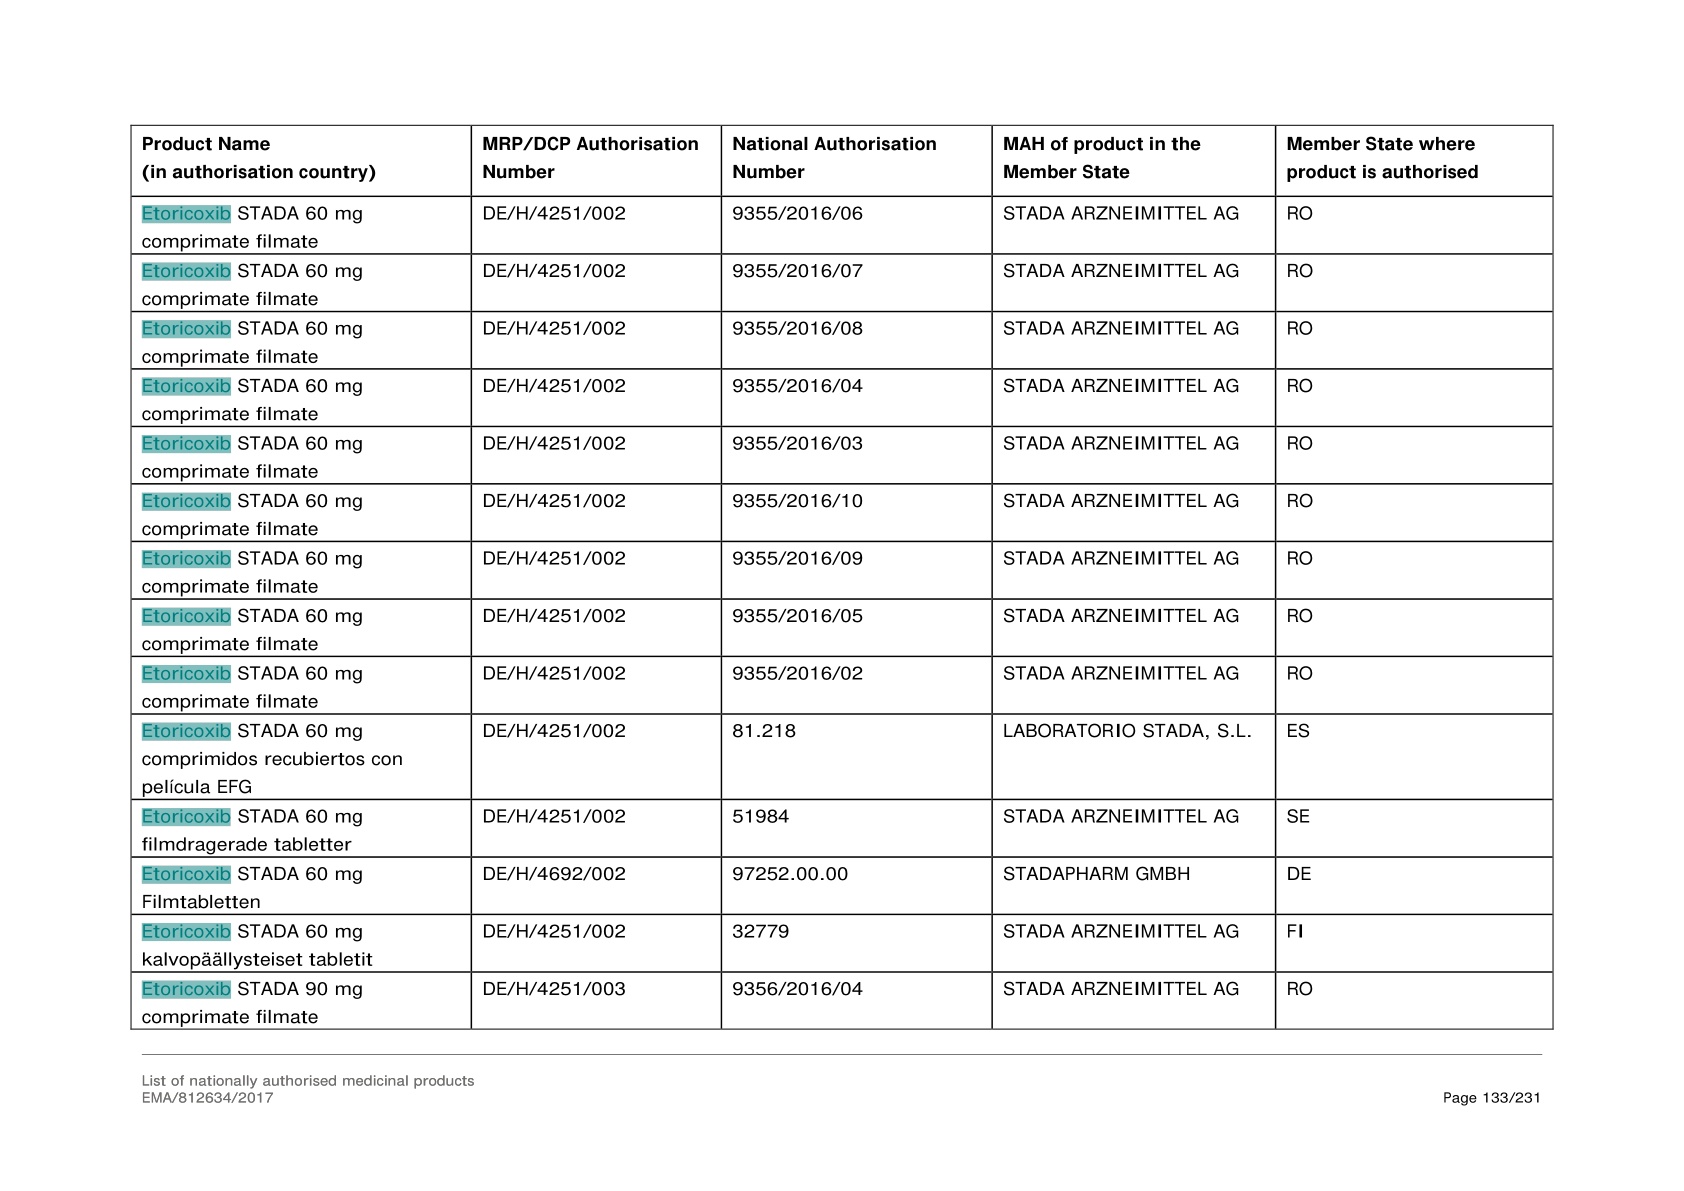 Product Name MRP/DCP Authorisation National Authorisation MAH of product in the Member State where
(in authorisation country) Number Number Member State product is authorised
Etoricoxib STADA 60 mg DE/H/4251/002 9355/2016/06 STADA ARZNEIMITTEL AG RO
comprimate filmate
Etoricoxib STADA 60 mg DE/H/4251/002 9355/2016/07 STADA ARZNEIMITTEL AG RO
comprimate filmate
Etoricoxib STADA 60 mg DE/H/4251/002 9355/2016/08 STADA ARZNEIMITTEL AG RO
comprimate filmate
Etoricoxib STADA 60 mg DE/H/4251/002 9355/2016/04 STADA ARZNEIMITTEL AG RO
comprimate filmate
Etoricoxib STADA 60 mg DE/H/4251/002 9355/2016/03 STADA ARZNEIMITTEL AG RO
comprimate filmate
Etoricoxib STADA 60 mg DE/H/4251/002 9355/2016/10 STADA ARZNEIMITTEL AG RO
comprimate filmate
Etoricoxib STADA 60 mg DE/H/4251/002 9355/2016/09 STADA ARZNEIMITTEL AG RO
comprimate filmate
Etoricoxib STADA 60 mg DE/H/4251/002 9355/2016/05 STADA ARZNEIMITTEL AG RO
comprimate filmate
Etoricoxib STADA 60 mg DE/H/4251/002 9355/2016/02 STADA ARZNEIMITTEL AG RO
comprimate filmate
Etoricoxib STADA 60 mg DE/H/4251/002 81.218 LABORATORIO STADA, S.L. ES
comprimidos recubiertos con
película EFG
Etoricoxib STADA 60 mg DE/H/4251/002 51984 STADA ARZNEIMITTEL AG SE
filmdragerade tabletter
Etoricoxib STADA 60 mg DE/H/4692/002 97252.00.00 STADAPHARM GMBH DE
Filmtabletten
Etoricoxib STADA 60 mg DE/H/4251/002 32779 STADA ARZNEIMITTEL AG FI
kalvopäällysteiset tabletit
Etoricoxib STADA 90 mg DE/H/4251/003 9356/2016/04 STADA ARZNEIMITTEL AG RO
comprimate filmate
List of nationally authorised medicinal products
EMA/812634/2017 Page 133/231